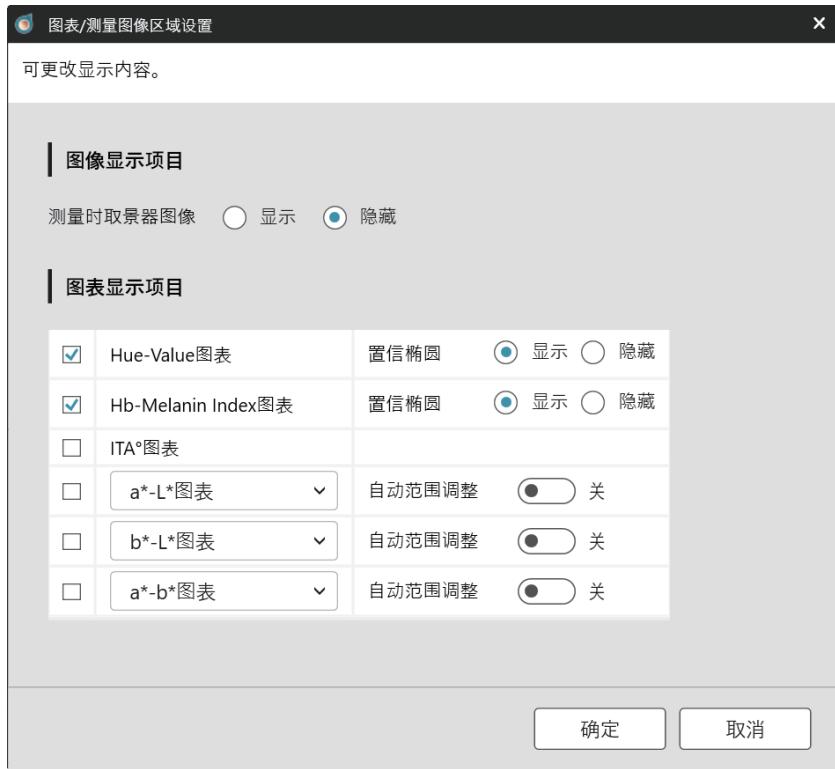 图表/测量图像区域设置
可更改显示内容。
图像显示项目
测量时取景器图像 显示 隐藏
图表显示项目
Hue-Value图表 置信椭圆 显示 隐藏
Hb-Melanin Index图表 置信椭圆 显示 隐藏
ITA°图表
a*-L*图表 自动范围调整 关
b*-L*图表 自动范围调整 关
a*-b*图表 自动范围调整 关
确定 取消